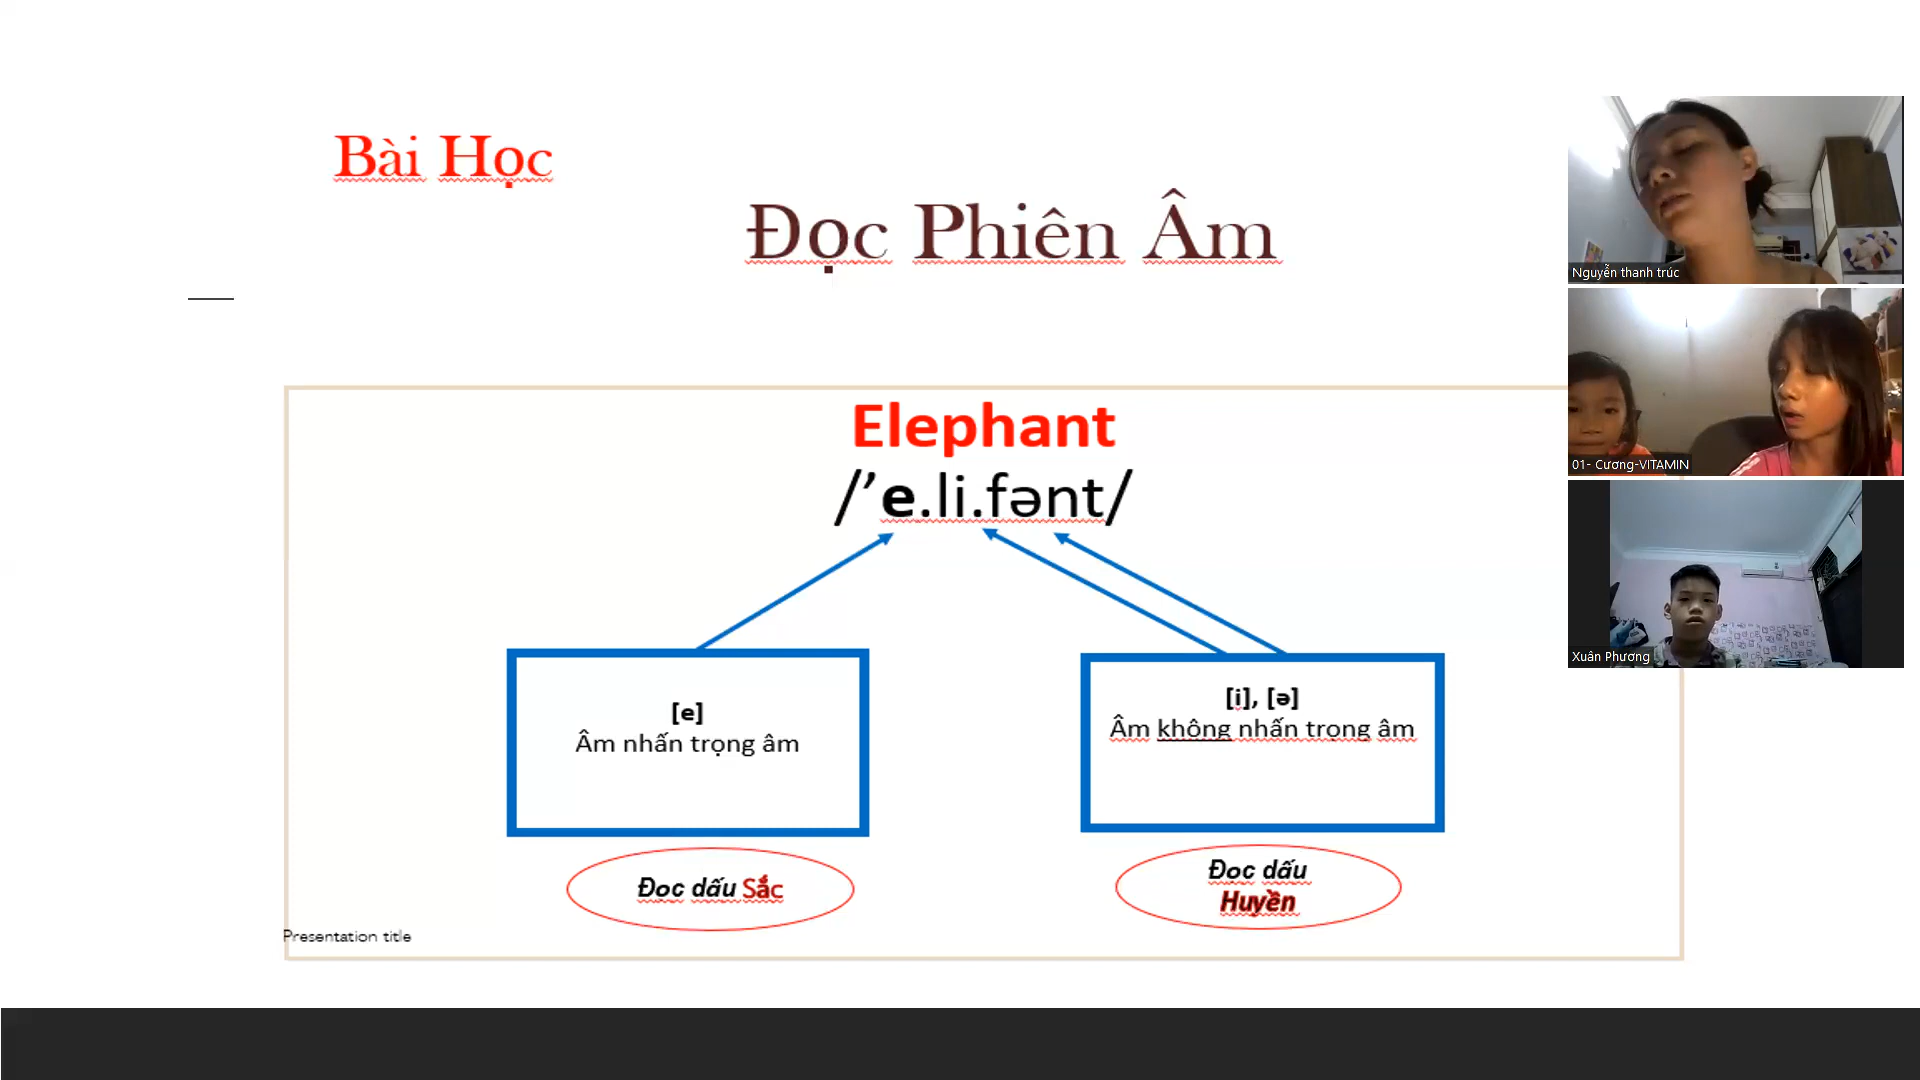 Bài Học
Đọc Phiên Âm
Elephant
/’e.li.fənt/
[e]
Âm nhấn trọng âm
[i], [ə]
Âm không nhấn trọng âm
Đọc dấu Sắc
Đọc dấu
Huyền
Presentation title
Nguyễn thanh trúc
01- Cương-VITAMIN
Xuân Phương